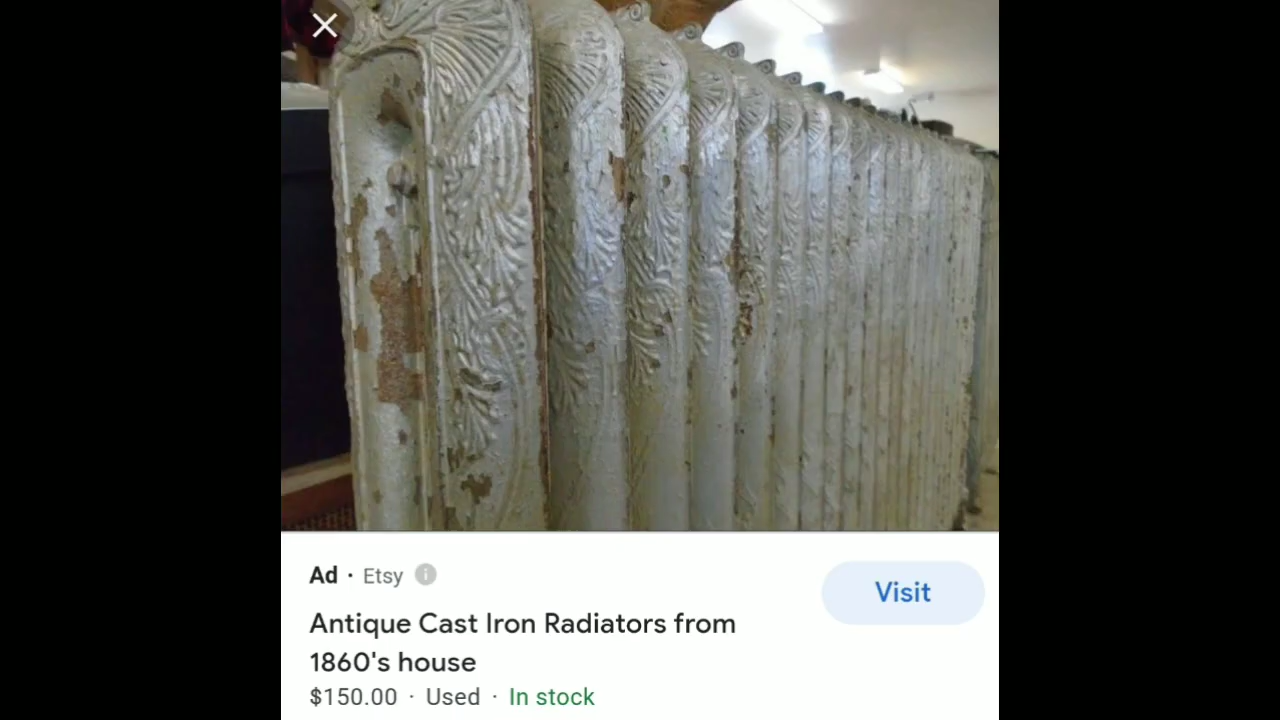 Ad · Etsy
Visit
Antique Cast Iron Radiators from
1860's house
$150.00 · Used · In stock